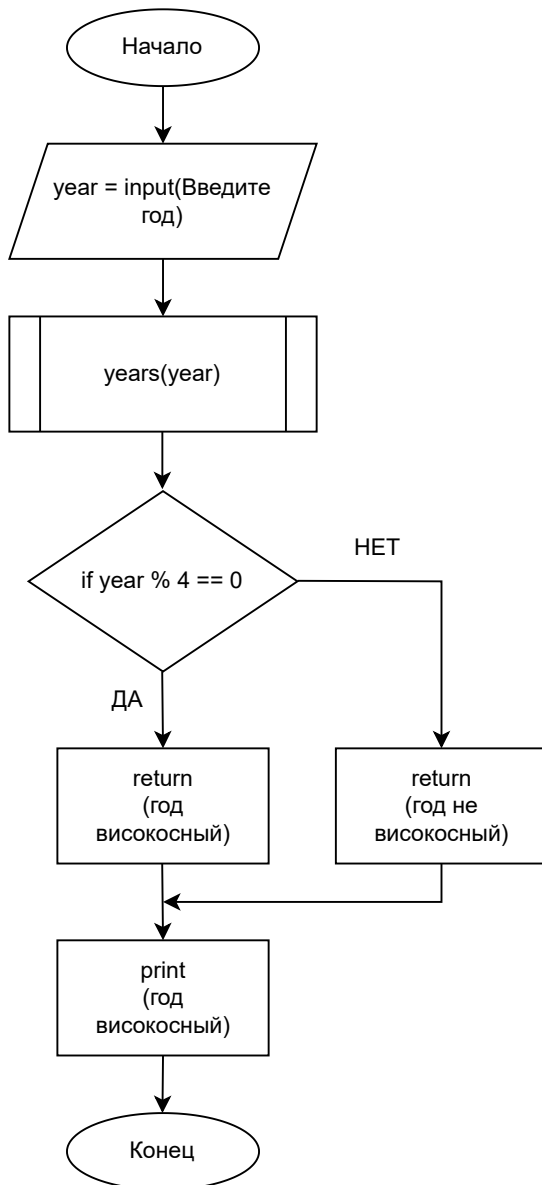 Начало
year = input(Введите
год)
years(year)
if year % 4 == 0
НЕТ
ДА
return
(год
високосный)
return
(год не
високосный)
print
(год
високосный)
Конец